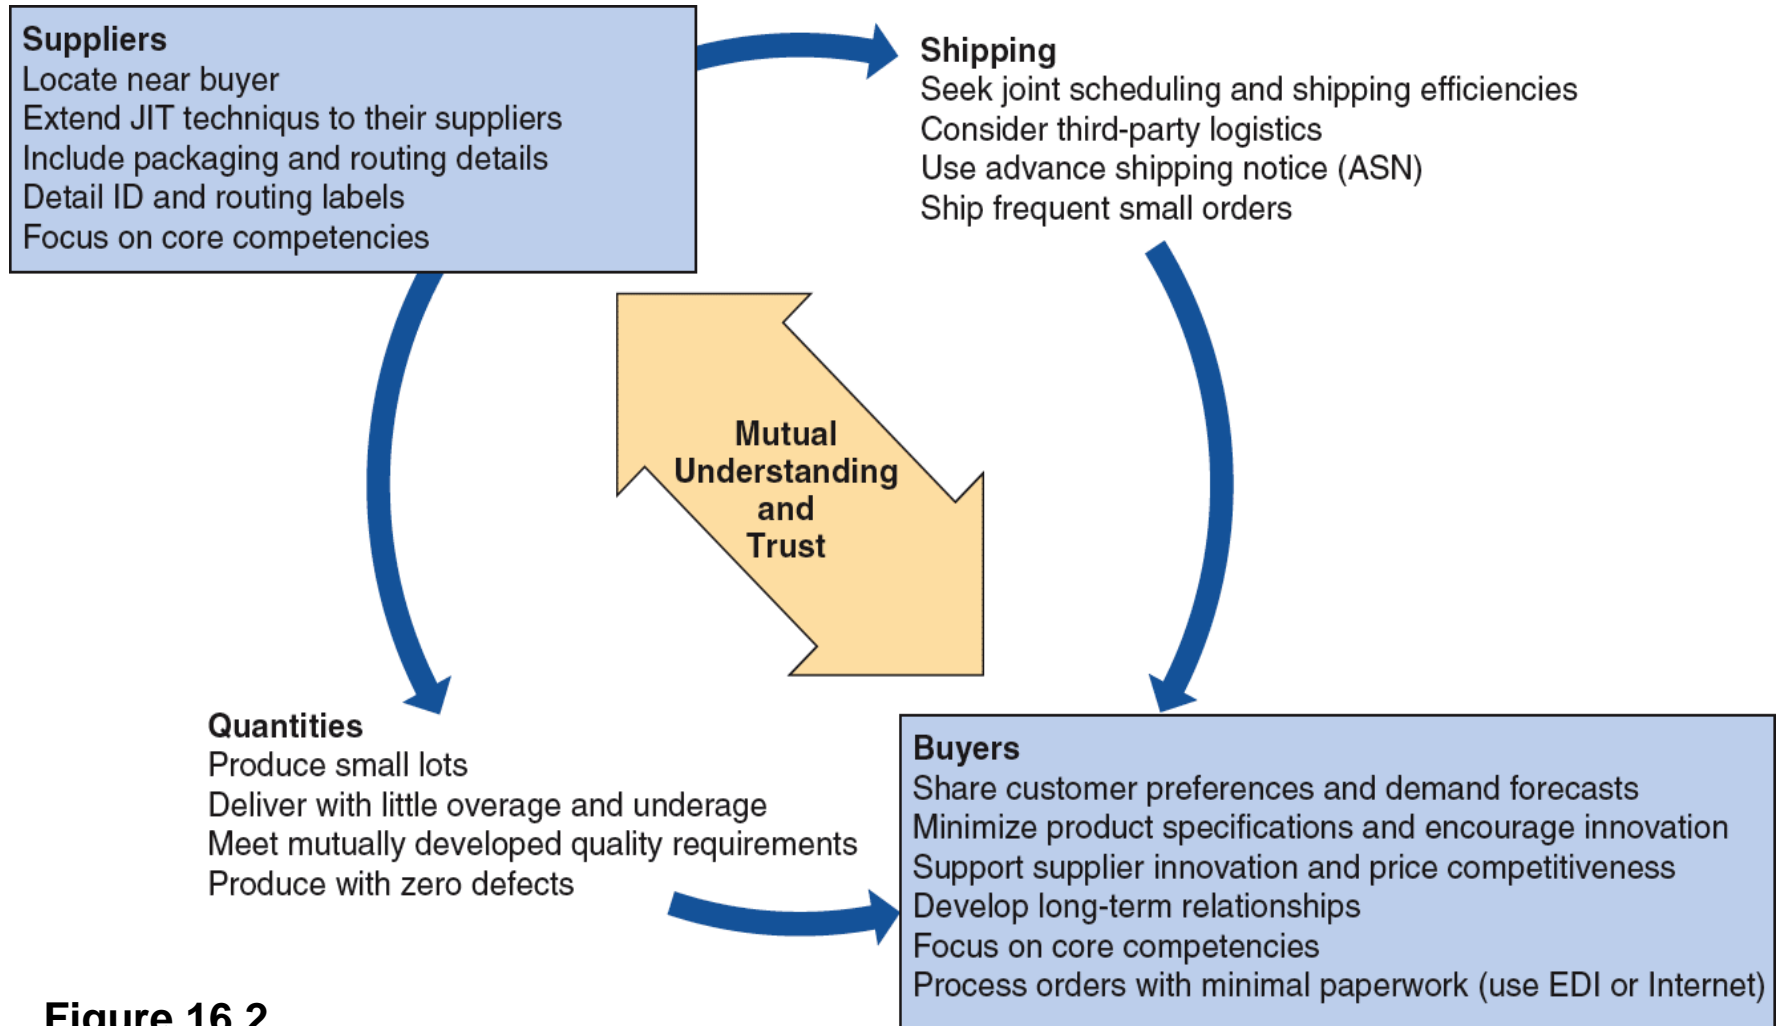 Suppliers
Locate near buyer
Extend JIT techniqus to their suppliers
Include packaging and routing details
Detail ID and routing labels
Focus on core competencies
Shipping
Seek joint scheduling and shipping efficiencies
Consider third-party logistics
Use advance shipping notice (ASN)
Ship frequent small orders
Mutual
Understanding
and
Trust
Quantities
Produce small lots
Deliver with little overage and underage
Meet mutually developed quality requirements
Produce with zero defects
Buyers
Share customer preferences and demand forecasts
Minimize product specifications and encourage innovation
Support supplier innovation and price competitiveness
Develop long-term relationships
Focus on core competencies
Process orders with minimal paperwork (use EDI or Internet)
Figure 16.2